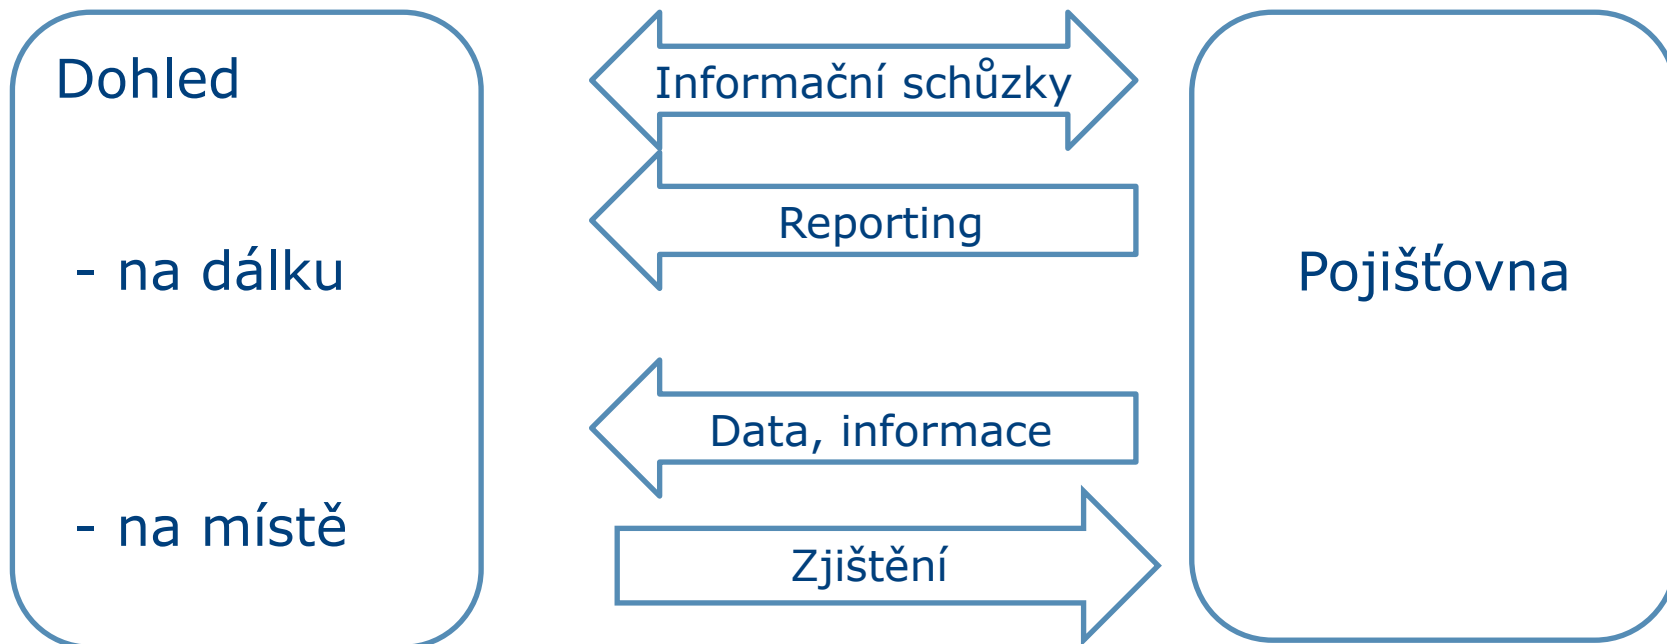 Dohled
- na dálku
- na místě
Informační schůzky
Reporting
Data, informace
Zjištění
Pojišťovna